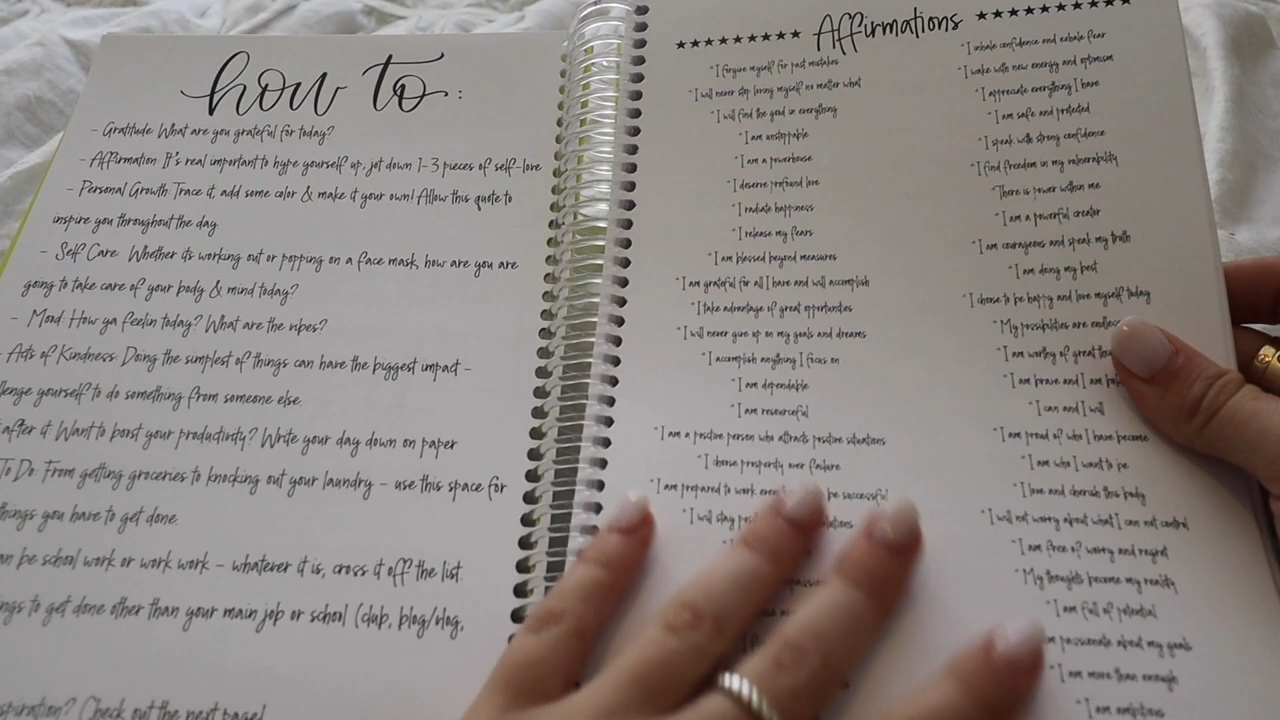 how to:
- Gratitude: What are you grateful for today?
- Affirmation: It's real important to hype yourself up, jot down 1-3 pieces of self-love
- Personal Growth: Trace it, add some color & make it your own! Allow this quote to
inspire you throughout the day
- Self Care: Whether its working out or popping on a face mask, how are you are
going to take care of your body & mind today?
- Mood: How ya feelin today? What are the vibes?
- Acts of Kindness: Doing the simplest of things can have the biggest impact -
yourself to do something from someone else.
after it: Want to boost your productivity? Write your day down on paper
To Do: From getting groceries to knocking out your laundry - use this space for
things you have to get done.
be school work or work work - whatever it is, cross it off the list.
to get done other than your main job or school (club, blog/vlog,
Check out the next page!
★★★★★★★★★★ Affirmations ★★★★★★★★★★
"I forgive myself for past mistakes
"I will never stop loving myself no matter what
"I will find the good in everything
"I am unstoppable
"I am a powerhouse
"I deserve profound love
"I radiate happiness
"I release my fears
"I am blessed beyond measures
"I am grateful for all I have and will accomplish
"I take advantage of great opportunities
"I will never give up on my goals and dreams
"I accomplish anything I focus on
"I am dependable
"I am resourceful
"I am a positive person who attracts positive situations
"I choose prosperity over failure
"I am prepared to work be successful
"I will stay
"I inhale confidence and exhale fear
"I wake with new energy and optimism
"I appreciate everything I have
"I am safe and protected
"I speak with strong confidence
"I find freedom in my vulnerability
"There is power within me
"I am a powerful creator
"I am courageous and speak my truth
"I am doing my best
"I choose to be happy and love myself today
"My possibilities are endless
"I am worthy of great
"I am brave and I am
"I can and I will
"I am proud of who I have become
"I am who I want to be
"I love and cherish this body
"I will not worry about what I can not control
"I am free of worry and regret
"My thoughts become my reality
"I am full of potential
am passionate about my goals
"I am more than enough
"I am ambitious